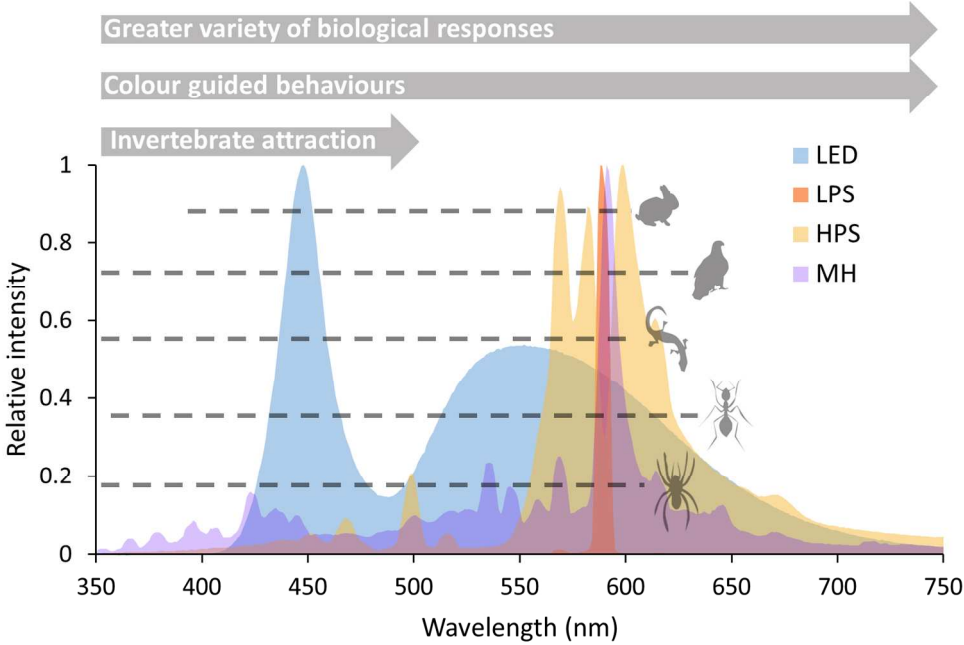 Greater variety of biological responses
Colour guided behaviours
Invertebrate attraction
LED
LPS
HPS
MH
1
0.8
0.6
0.4
0.2
0
Relative intensity
350 400 450 500 550 600 650 700 750
Wavelength (nm)